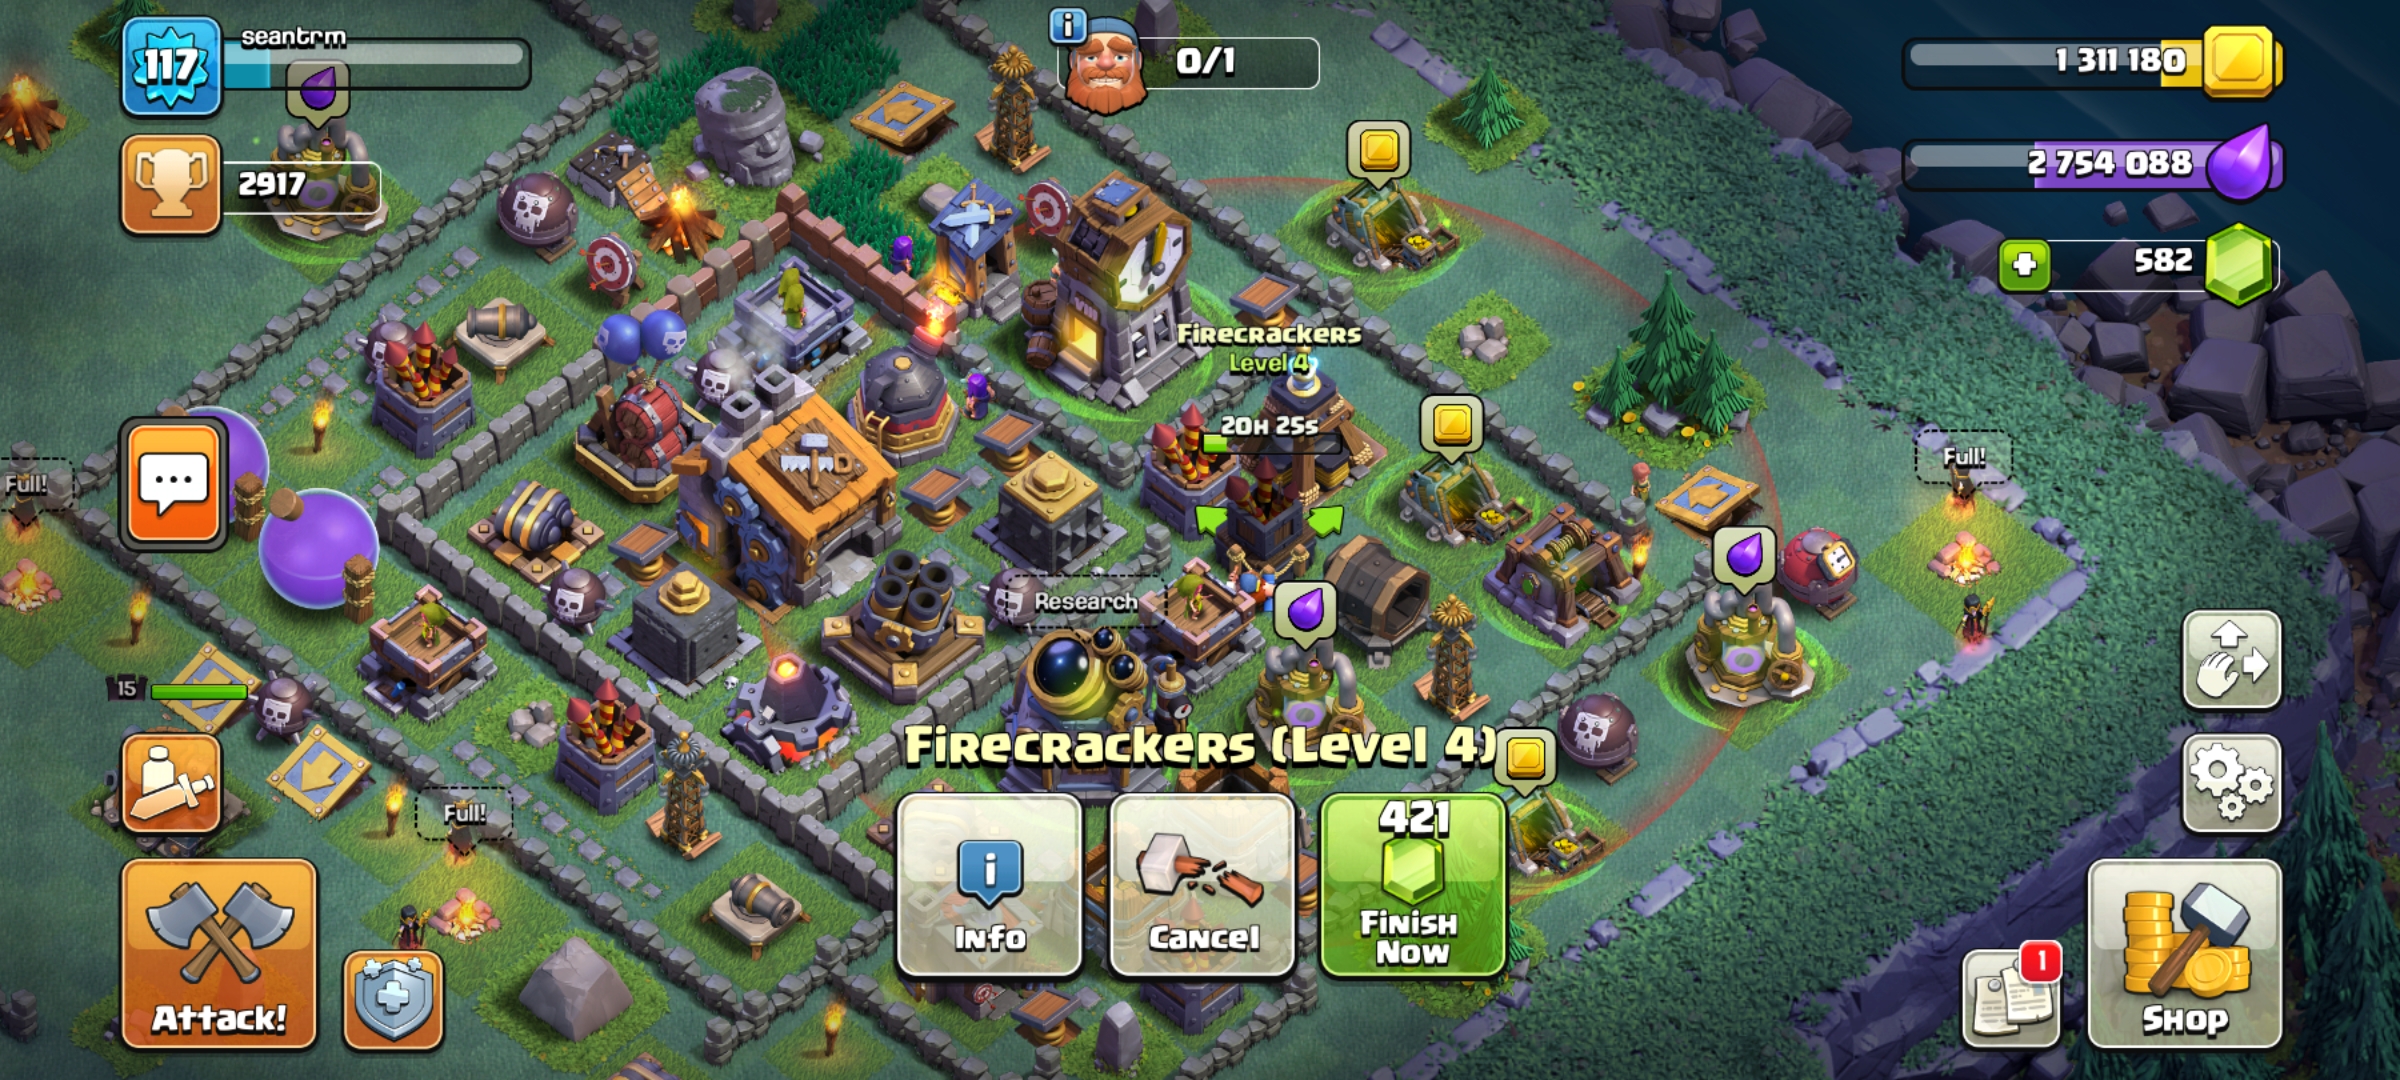 117
seantrm
0/1
1 311 180
2917
2 754 088
582
Firecrackers
Level 4
20h 25s
Full!
Full!
Research
15
Firecrackers (Level 4)
Full!
421
Info
Cancel
Finish
Now
1
Attack!
Shop